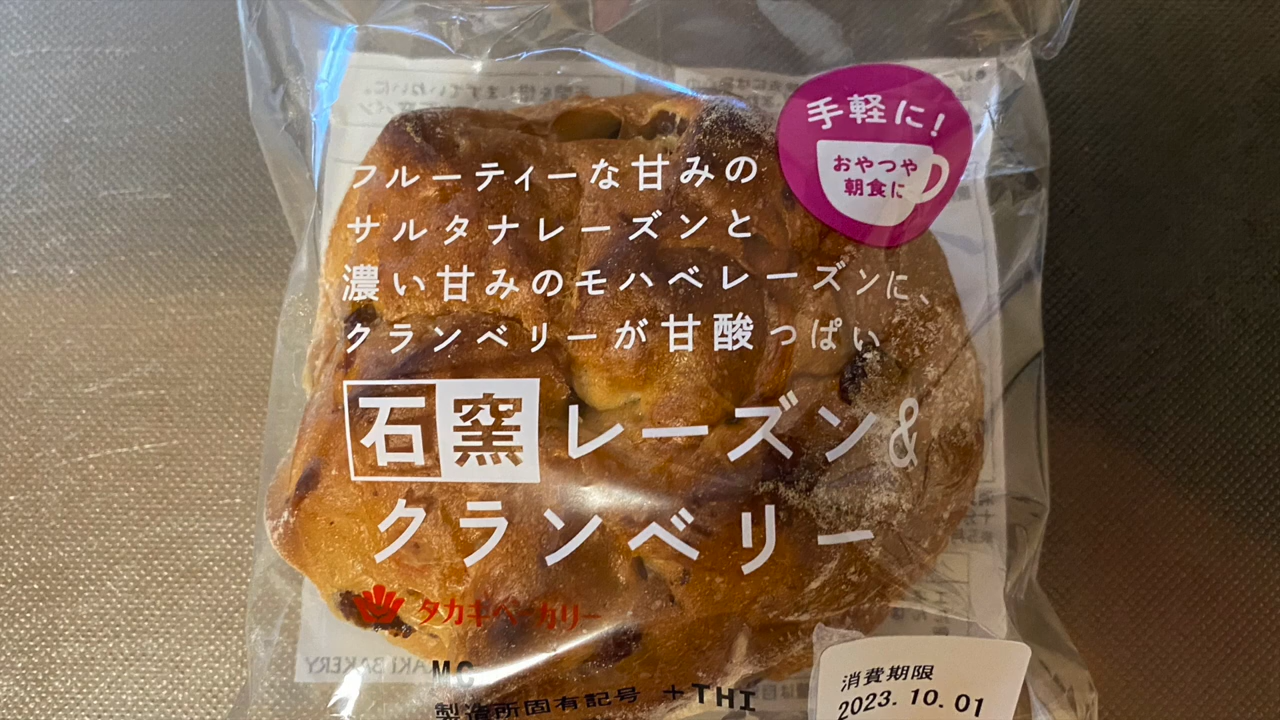 手軽に!
おやつや
朝食に
フルーティーな甘みの
サルタナレーズンと
濃い甘みのモハベレーズンに、
クランベリーが甘酸っぱい
石窯レーズン&
クランベリー
タカキベーカリー
MC
製造所固有記号 +THI
消費期限
2023.10.01